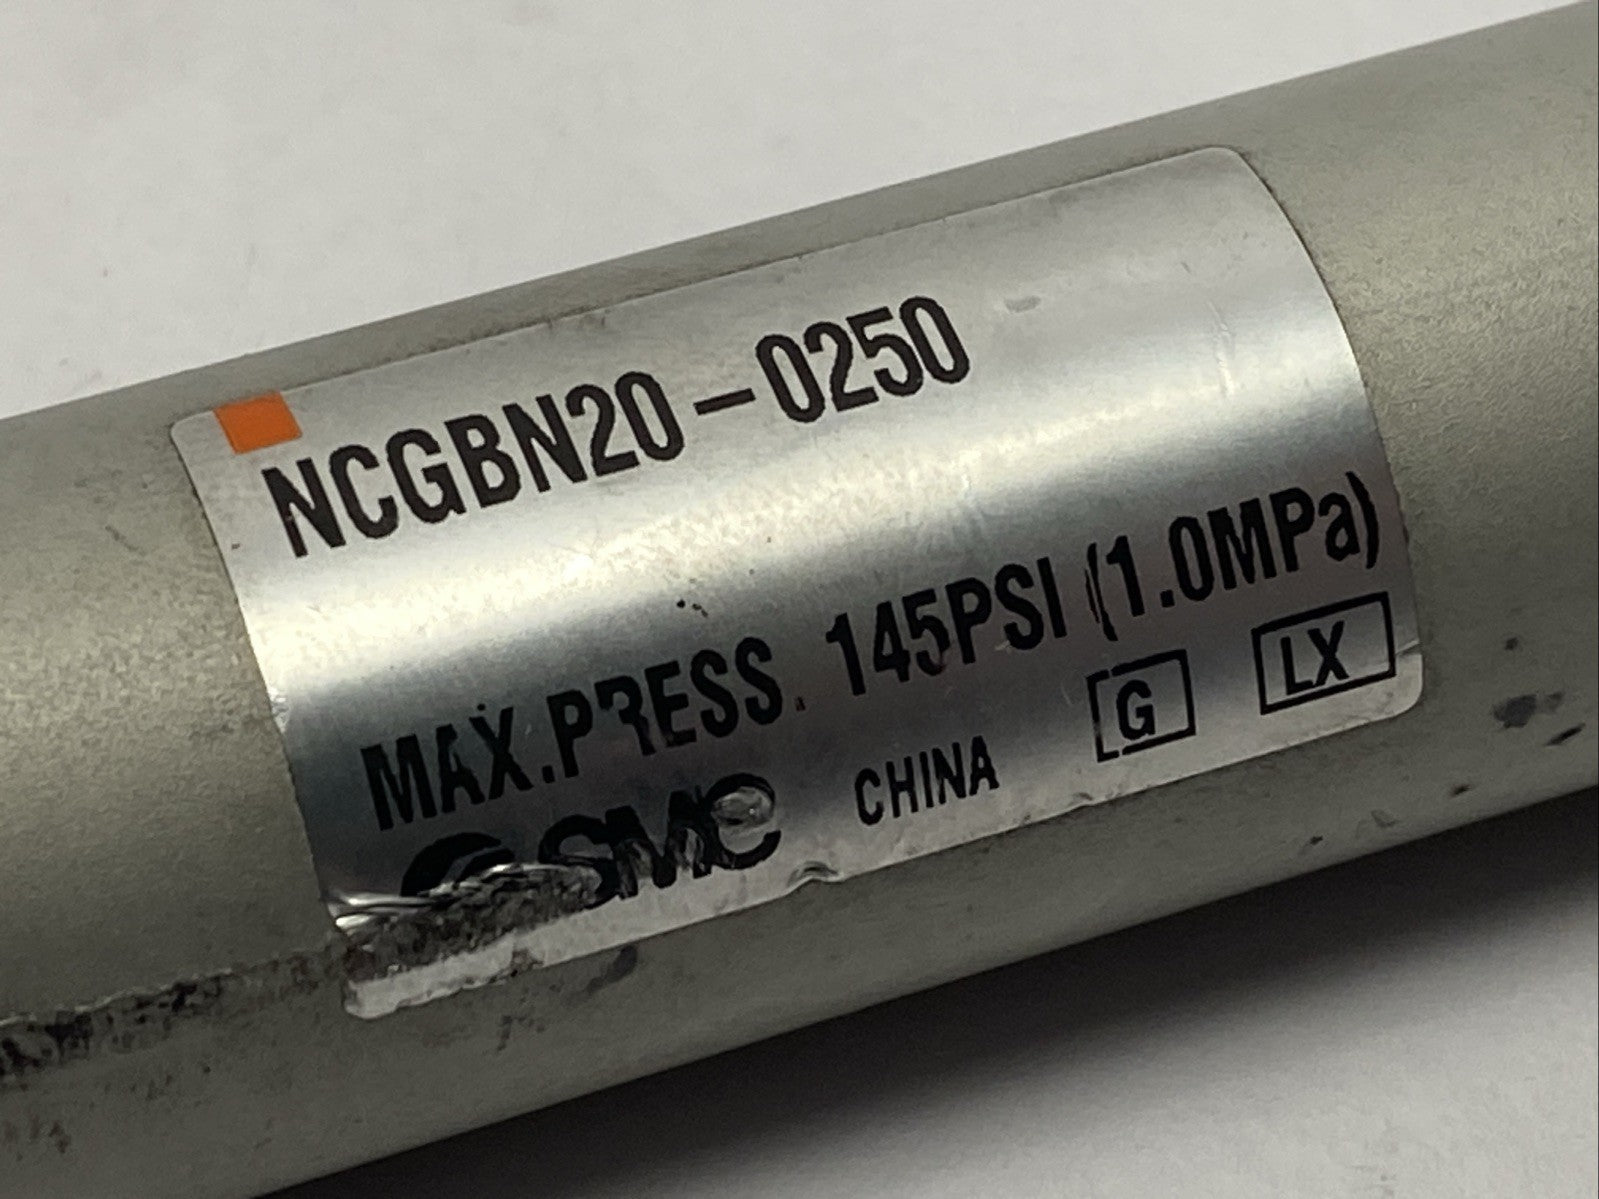 NCGBN20-0250
MAX.PRESS. 145PSI (1.0MPa)
SMC CHINA G LX